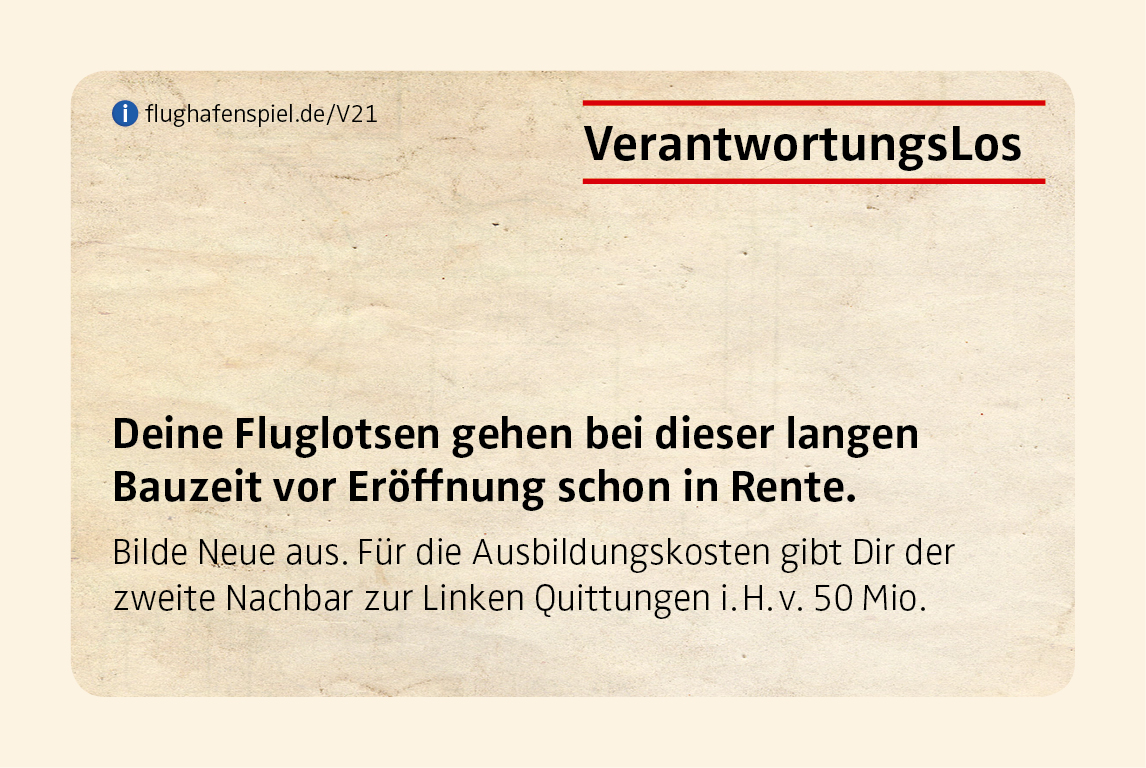 i flughafenspiel.de/V21
VerantwortungsLos
Deine Fluglotsen gehen bei dieser langen
Bauzeit vor Eröffnung schon in Rente.
Bilde Neue aus. Für die Ausbildungskosten gibt Dir der
zweite Nachbar zur Linken Quittungen i. H. v. 50 Mio.